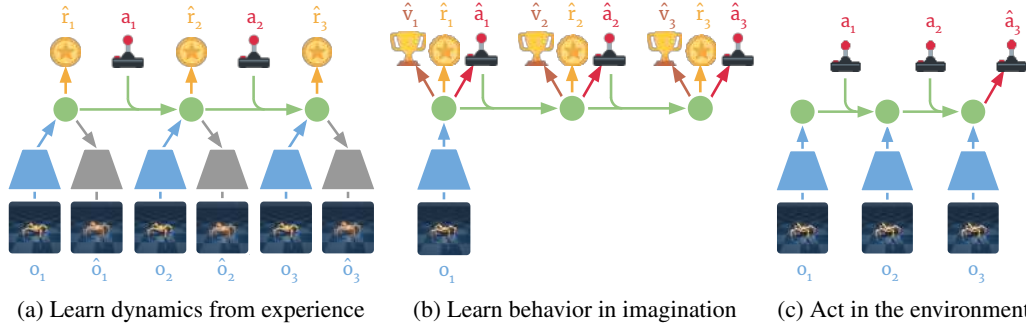 r̂₁ a₁ r̂₂ a₂ r̂₃
v̂₁ r̂₁ â₁ v̂₂ r̂₂ â₂ v̂₃ r̂₃ â₃
a₁ a₂ â₃
o₁ ô₁ o₂ ô₂ o₃ ô₃
o₁
o₁ o₂ o₃
(a) Learn dynamics from experience
(b) Learn behavior in imagination
(c) Act in the environment